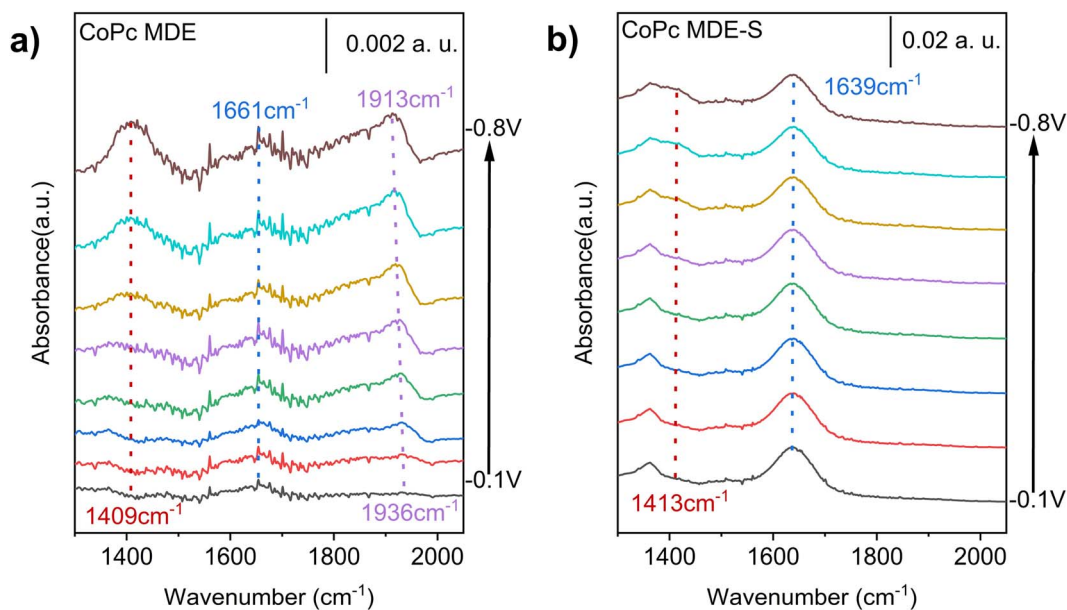 a)
CoPc MDE
0.002 a. u.
1661cm⁻¹
1913cm⁻¹
-0.8V
-0.1V
1409cm⁻¹
1936cm⁻¹
Absorbance(a.u.)
1400 1600 1800 2000
Wavenumber (cm⁻¹)
b)
CoPc MDE-S
0.02 a. u.
1639cm⁻¹
-0.8V
-0.1V
1413cm⁻¹
Absorbance(a.u.)
1400 1600 1800 2000
Wavenumber (cm⁻¹)